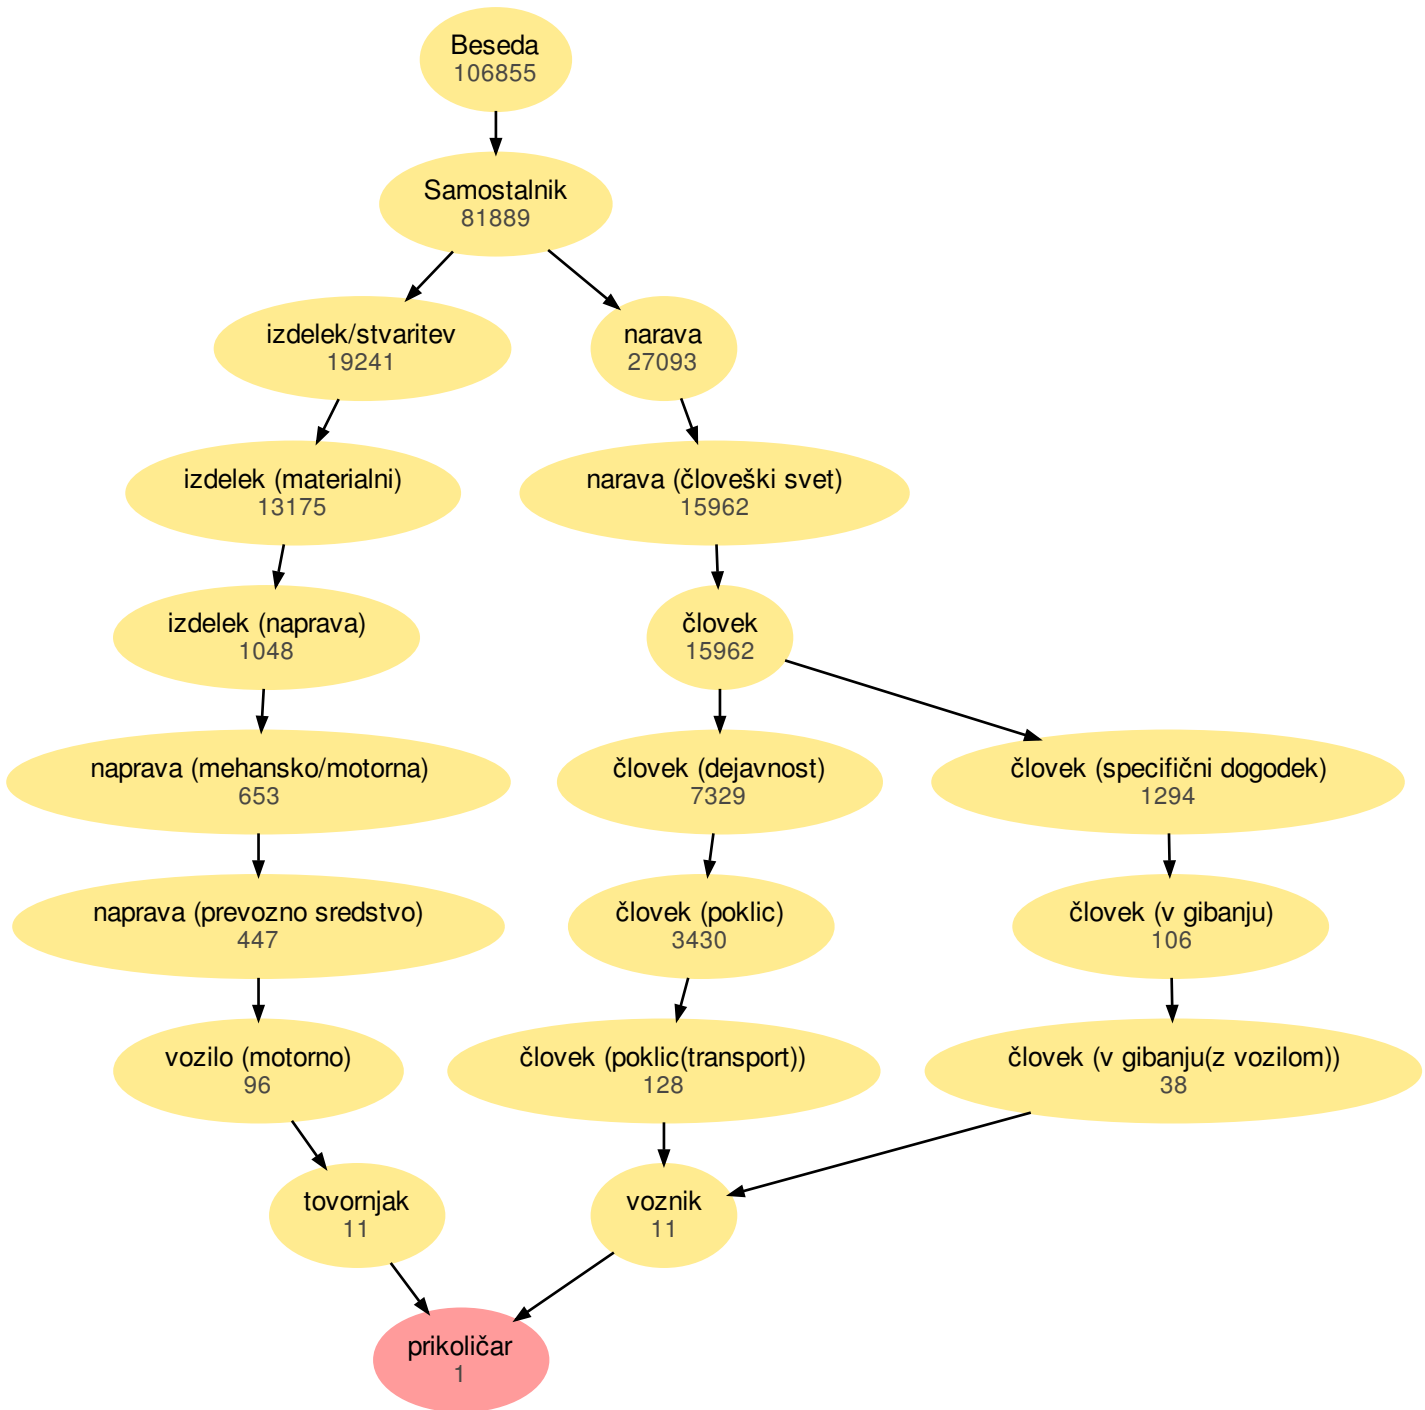 Beseda
106855
Samostalnik
81889
izdelek/stvaritev
19241
narava
27093
izdelek (materialni)
13175
narava (človeški svet)
15962
izdelek (naprava)
1048
človek
15962
naprava (mehansko/motorna)
653
človek (dejavnost)
7329
človek (specifični dogodek)
1294
naprava (prevozno sredstvo)
447
človek (poklic)
3430
človek (v gibanju)
106
vozilo (motorno)
96
človek (poklic(transport))
128
človek (v gibanju(z vozilom))
38
tovornjak
11
voznik
11
prikoličar
1